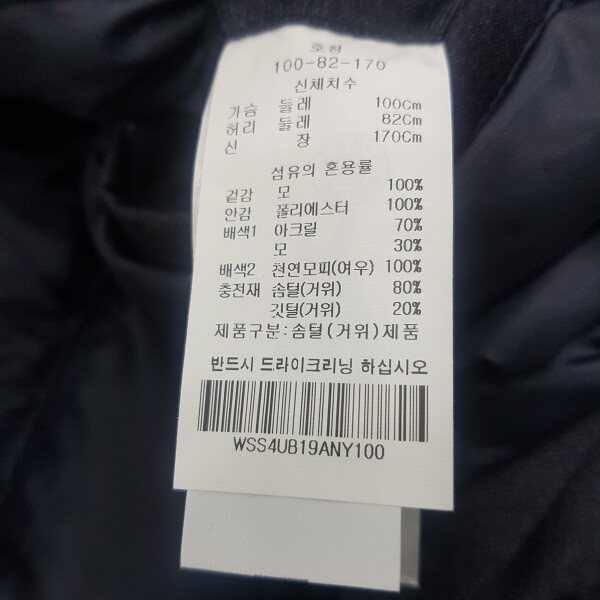 호칭
100-82-170
신체치수
가슴 둘레 100Cm
허리 둘레 82Cm
신 장 170Cm
섬유의 혼용률
겉감 모 100%
안감 폴리에스터 100%
배색1 아크릴 70%
모 30%
배색2 천연모피(여우) 100%
충전재 솜털(거위) 80%
깃털(거위) 20%
제품구분:솜털(거위)제품
반드시 드라이크리닝 하십시오
WSS4UB19ANY100